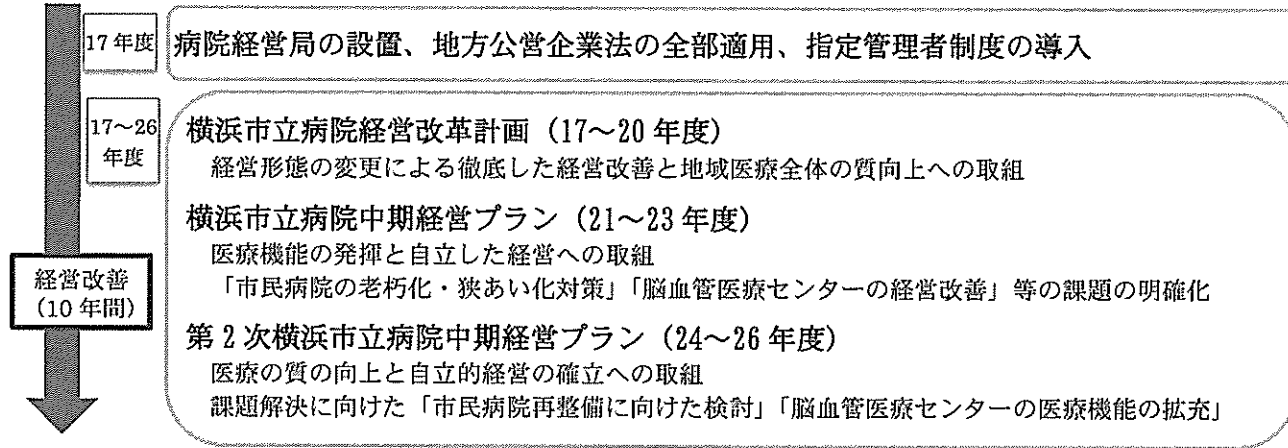 17年度
病院経営局の設置、地方公営企業法の全部適用、指定管理者制度の導入
17～26
年度
横浜市立病院経営改革計画（17～20年度）
経営形態の変更による徹底した経営改善と地域医療全体の質向上への取組
横浜市立病院中期経営プラン（21～23年度）
医療機能の発揮と自立した経営への取組
「市民病院の老朽化・狭あい化対策」「脳血管医療センターの経営改善」等の課題の明確化
経営改善
（10年間）
第2次横浜市立病院中期経営プラン（24～26年度）
医療の質の向上と自立的経営の確立への取組
課題解決に向けた「市民病院再整備に向けた検討」「脳血管医療センターの医療機能の拡充」